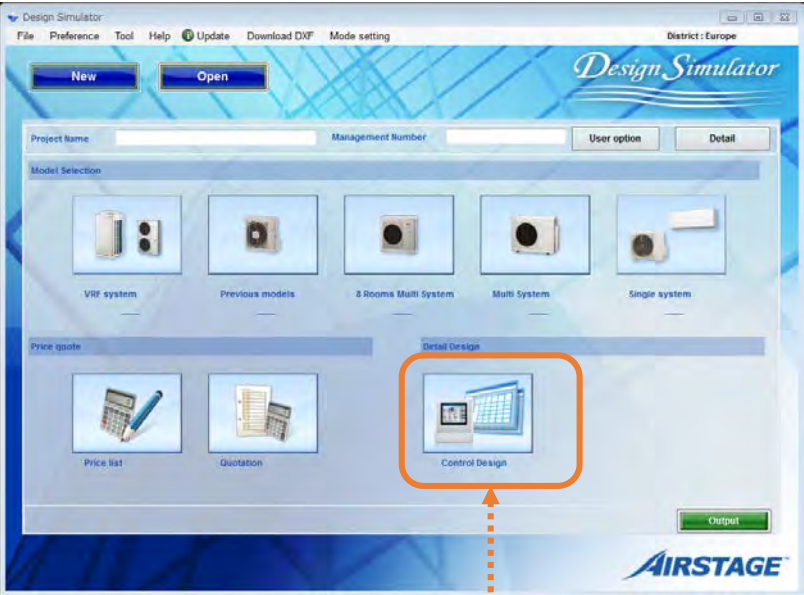 Design Simulator
File Preference Tool Help Update Download DXF Mode setting District : Europe
New Open Design Simulator
Project Name Management Number User option Detail
Model Selection
VRF system Previous models 8 Rooms Multi System Multi System Single system
Price quote Detail Design
Price list Quotation Control Design
Output
AIRSTAGE